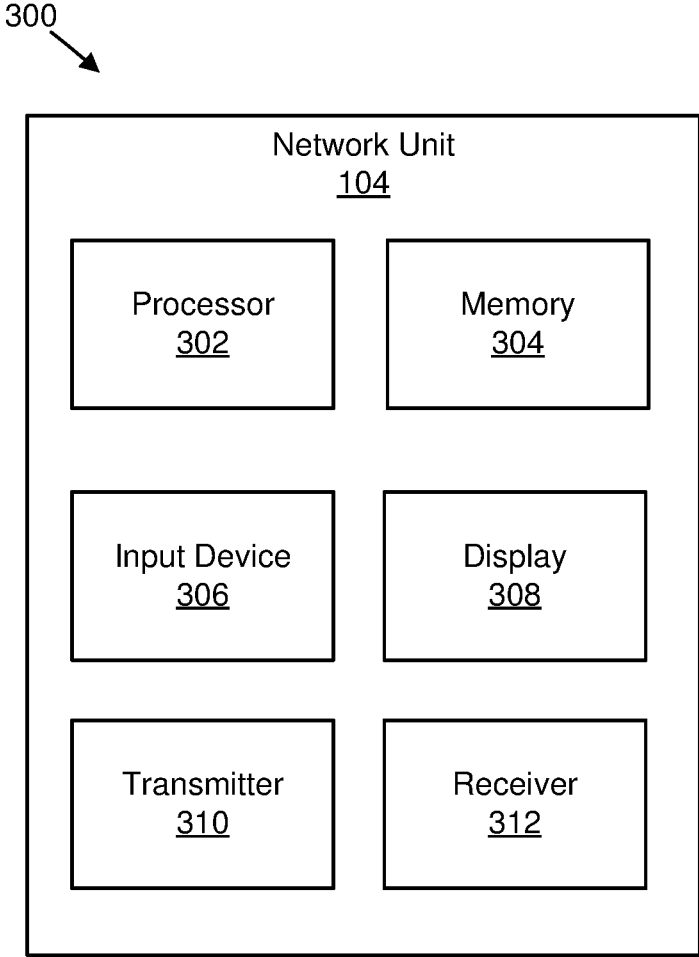 300
Network Unit
104
Processor
302
Memory
304
Input Device
306
Display
308
Transmitter
310
Receiver
312